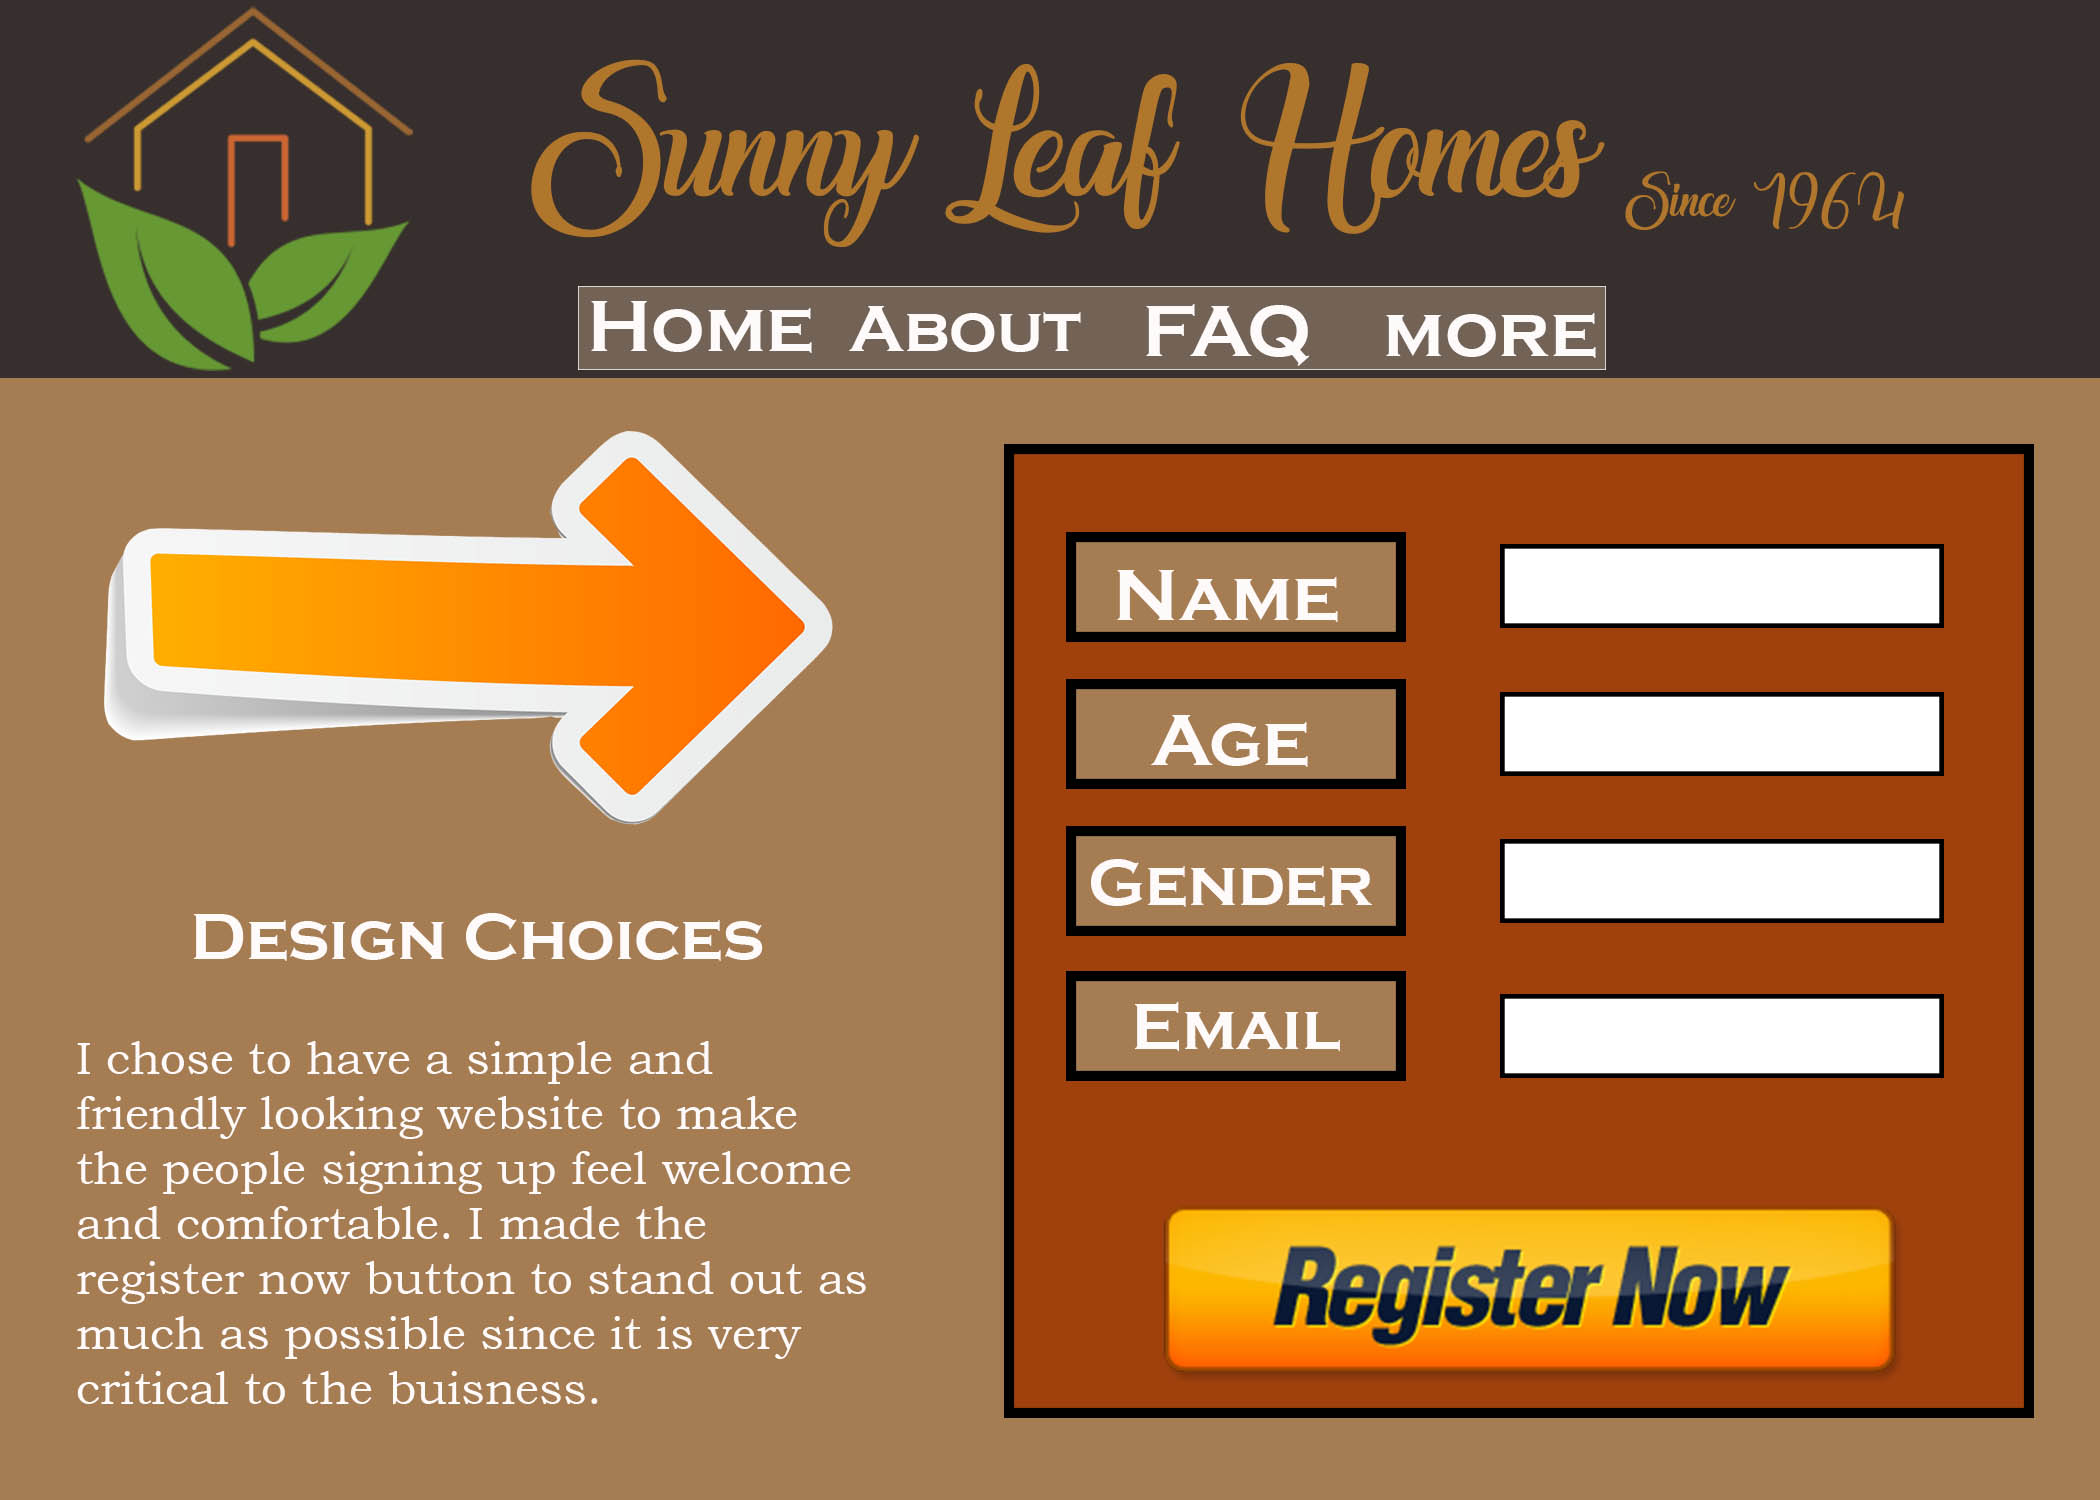 Sunny Leaf Homes Since 1964
Home About FAQ more
Name
Age
Gender
Email
Register Now
Design Choices
I chose to have a simple and
friendly looking website to make
the people signing up feel welcome
and comfortable. I made the
register now button to stand out as
much as possible since it is very
critical to the buisness.